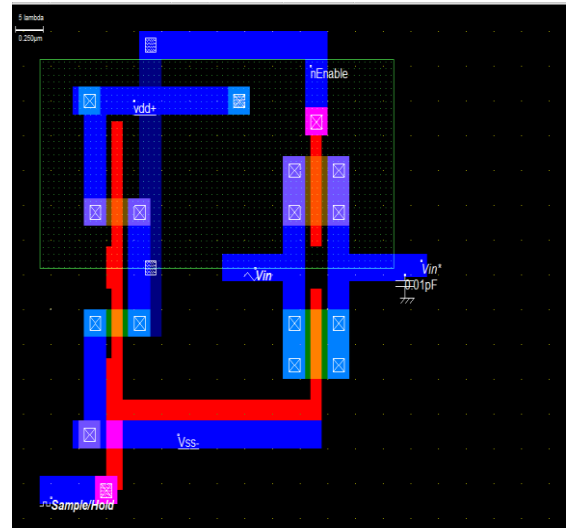 5 lambda
0.250µm
nEnable
vdd+
Vin
Vin*
0.01pF
Vss-
Sample/Hold